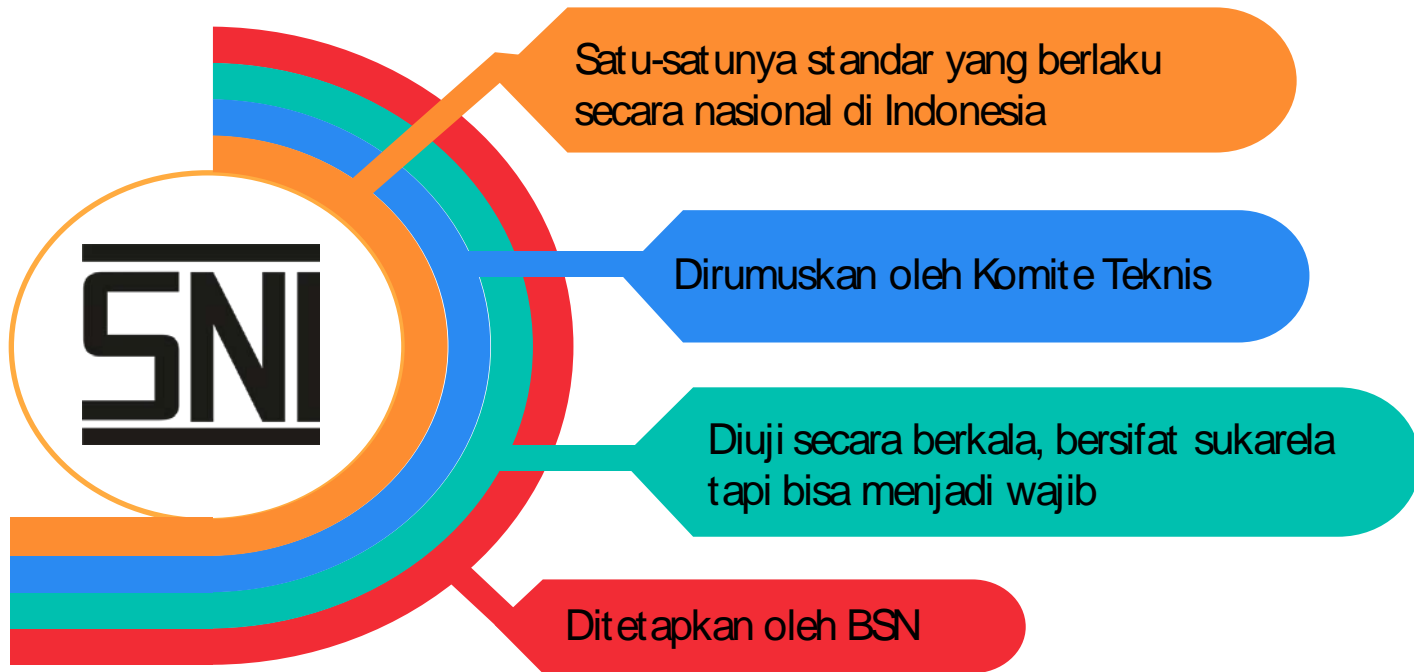 SNI
Satu-satunya standar yang berlaku
secara nasional di Indonesia
Dirumuskan oleh Komite Teknis
Diuji secara berkala, bersifat sukarela
tapi bisa menjadi wajib
Ditetapkan oleh BSN